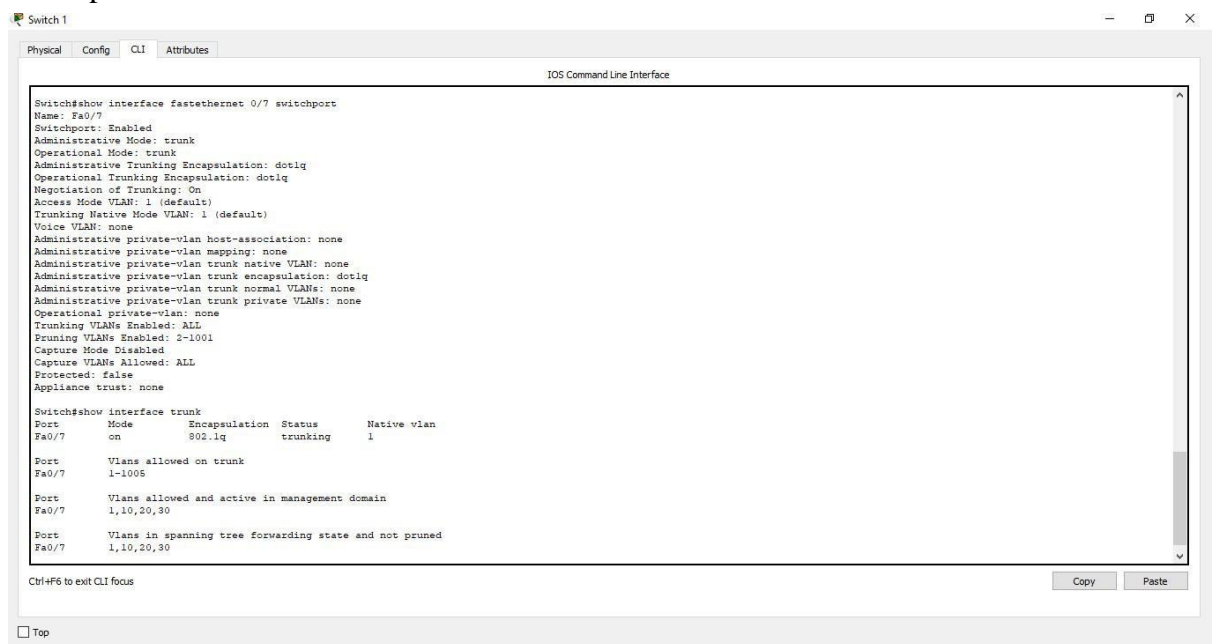 Switch 1
Physical Config CLI Attributes
IOS Command Line Interface
Switch#show interface fastethernet 0/7 switchport
Name: Fa0/7
Switchport: Enabled
Administrative Mode: trunk
Operational Mode: trunk
Administrative Trunking Encapsulation: dot1q
Operational Trunking Encapsulation: dot1q
Negotiation of Trunking: On
Access Mode VLAN: 1 (default)
Trunking Native Mode VLAN: 1 (default)
Voice VLAN: none
Administrative private-vlan host-association: none
Administrative private-vlan mapping: none
Administrative private-vlan trunk native VLAN: none
Administrative private-vlan trunk encapsulation: dot1q
Administrative private-vlan trunk normal VLANs: none
Administrative private-vlan trunk private VLANs: none
Operational private-vlan: none
Trunking VLANs Enabled: ALL
Pruning VLANs Enabled: 2-1001
Capture Mode Disabled
Capture VLANs Allowed: ALL
Protected: false
Appliance trust: none
Switch#show interface trunk
Port Mode Encapsulation Status Native vlan
Fa0/7 on 802.1q trunking 1
Port Vlans allowed on trunk
Fa0/7 1-1005
Port Vlans allowed and active in management domain
Fa0/7 1,10,20,30
Port Vlans in spanning tree forwarding state and not pruned
Fa0/7 1,10,20,30
Ctrl+F6 to exit CLI focus
Copy Paste
Top